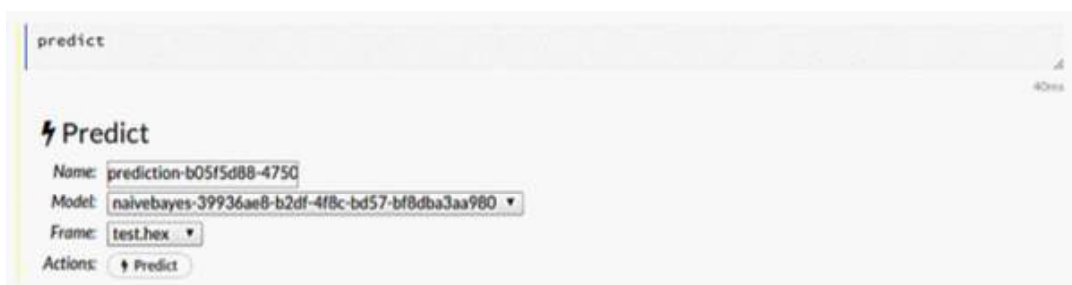 predict
40ms
Predict
Name: prediction-b05f5d88-4750
Model: naivebayes-39936ae8-b2df-4f8c-bd57-bf8dba3aa980
Frame: test.hex
Actions: Predict